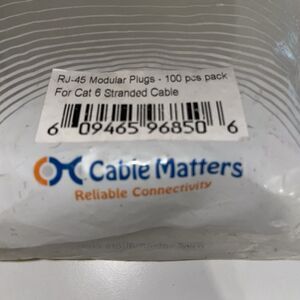 RJ-45 Modular Plugs - 100 pcs pack
For Cat 6 Stranded Cable
6 09465 96850 6
Cable Matters
Reliable Connectivity